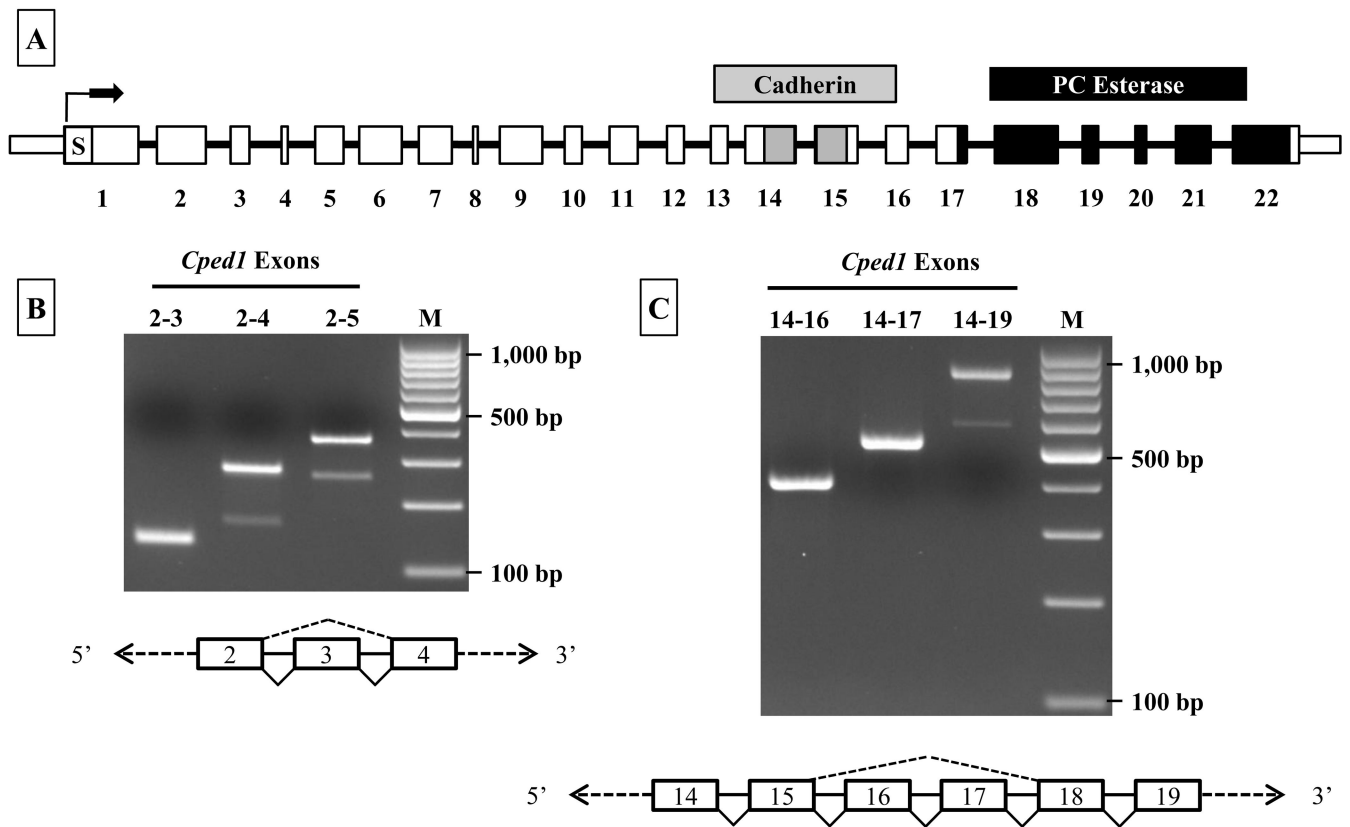 A
Cadherin
PC Esterase
S
1 2 3 4 5 6 7 8 9 10 11 12 13 14 15 16 17 18 19 20 21 22
B
Cped1 Exons
2-3 2-4 2-5 M
1,000 bp
500 bp
100 bp
5’ 2 3 4 3’
C
Cped1 Exons
14-16 14-17 14-19 M
1,000 bp
500 bp
100 bp
5’ 14 15 16 17 18 19 3’